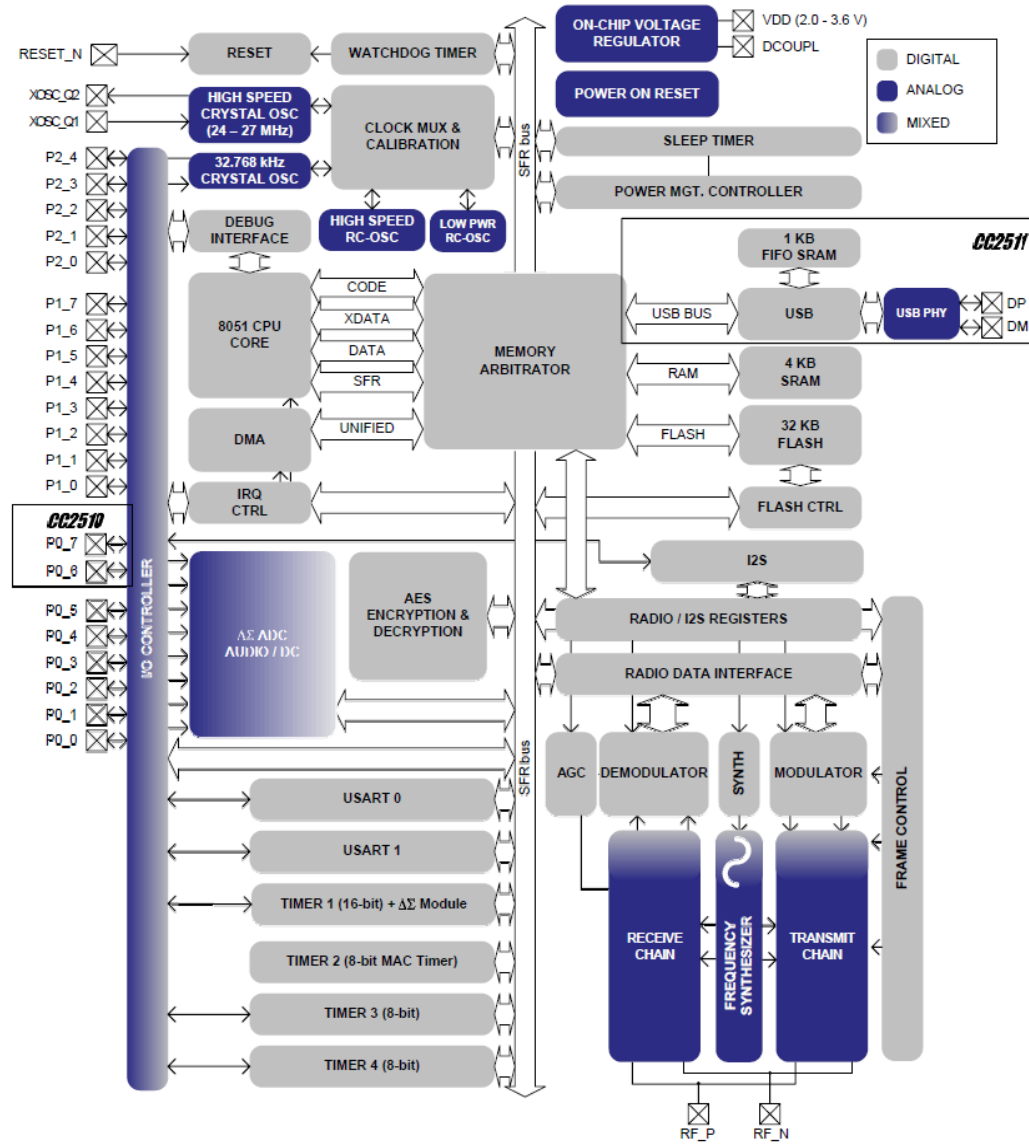 RESET_N
RESET
WATCHDOG TIMER
ON-CHIP VOLTAGE
REGULATOR
VDD (2.0 - 3.6 V)
DCOUPL
DIGITAL
ANALOG
MIXED
XOSC_Q2
XOSC_Q1
HIGH SPEED
CRYSTAL OSC
(24 – 27 MHz)
CLOCK MUX &
CALIBRATION
SFR bus
POWER ON RESET
SLEEP TIMER
POWER MGT. CONTROLLER
P2_4
P2_3
P2_2
P2_1
P2_0
32.768 kHz
CRYSTAL OSC
DEBUG
INTERFACE
HIGH SPEED
RC-OSC
LOW PWR
RC-OSC
CC2511
1 KB
FIFO SRAM
USB BUS
USB
USB PHY
DP
DM
P1_7
P1_6
P1_5
P1_4
P1_3
P1_2
P1_1
P1_0
8051 CPU
CORE
CODE
XDATA
DATA
SFR
MEMORY
ARBITRATOR
RAM
4 KB
SRAM
DMA
UNIFIED
FLASH
32 KB
FLASH
IRQ
CTRL
FLASH CTRL
CC2510
P0_7
P0_6
P0_5
P0_4
P0_3
P0_2
P0_1
P0_0
I/O CONTROLLER
ΔΣ ADC
AUDIO / DC
AES
ENCRYPTION &
DECRYPTION
I2S
RADIO / I2S REGISTERS
RADIO DATA INTERFACE
SFR bus
AGC
DEMODULATOR
SYNTH
MODULATOR
FRAME CONTROL
USART 0
USART 1
TIMER 1 (16-bit) + ΔΣ Module
TIMER 2 (8-bit MAC Timer)
TIMER 3 (8-bit)
TIMER 4 (8-bit)
RECEIVE
CHAIN
FREQUENCY
SYNTHESIZER
TRANSMIT
CHAIN
RF_P
RF_N